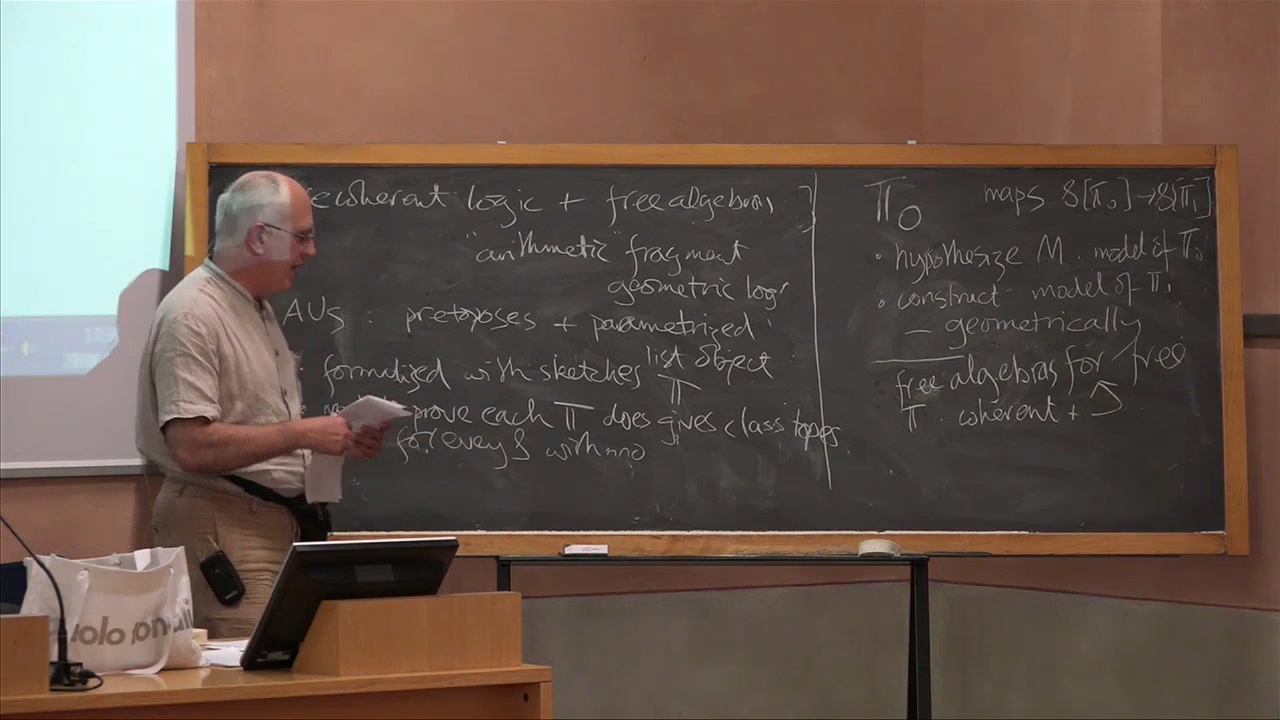 coherent logic + free algebras }
"arithmetic" fragment
geometric logic
AUs : pretoposes + parametrized
list object
· formalized with sketches 𝕋
prove each 𝕋 does gives class topos
for every S with nno
𝕋₀ maps S[𝕋₀] → S[𝕋₁]
· hypothesize M . model of 𝕋₀
· construct model of 𝕋₁
— geometrically
free algebras for free
𝕋 . coherent +
olo